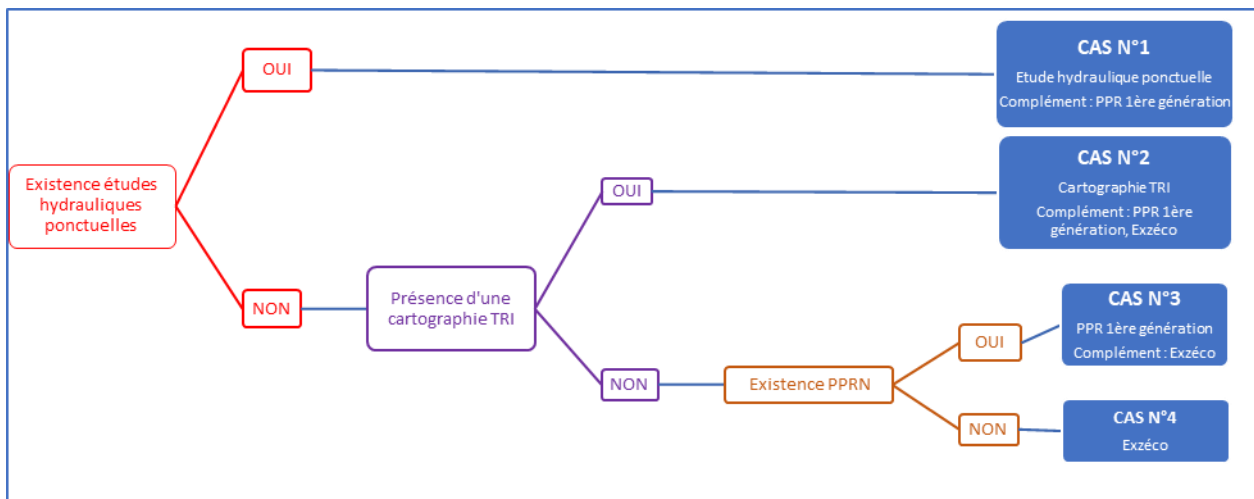 OUI
CAS N°1
Etude hydraulique ponctuelle
Complément : PPR 1ère génération
Existence études
hydrauliques
ponctuelles
OUI
CAS N°2
Cartographie TRI
Complément : PPR 1ère
génération, Exzéco
NON
Présence d'une
cartographie TRI
OUI
CAS N°3
PPR 1ère génération
Complément : Exzéco
NON
Existence PPRN
NON
CAS N°4
Exzéco